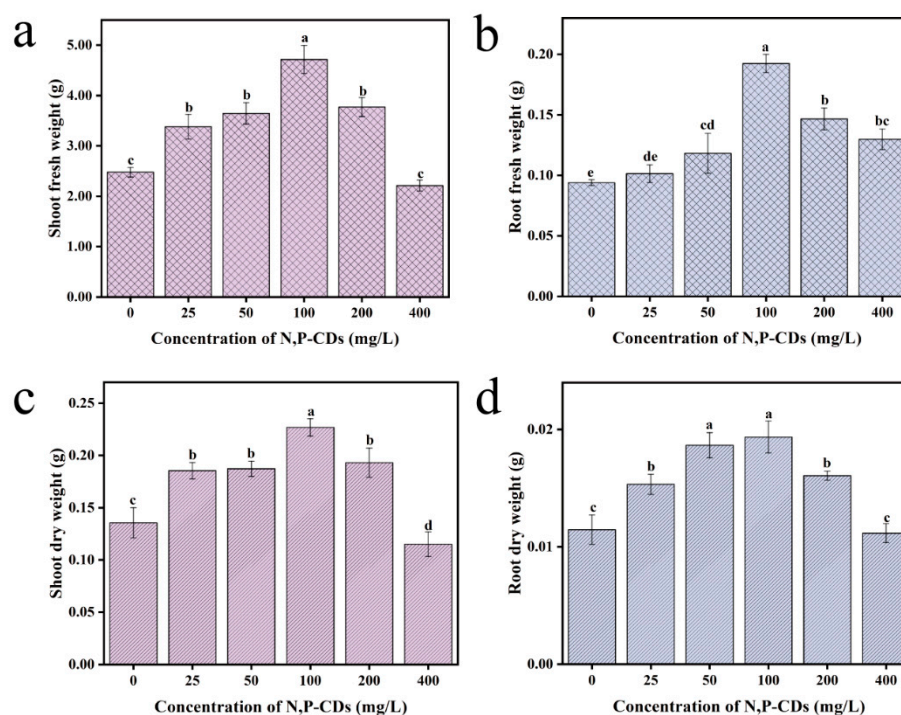 a
Shoot fresh weight (g)
5.00
4.00
3.00
2.00
1.00
0.00
c
b
b
a
b
c
0 25 50 100 200 400
Concentration of N,P-CDs (mg/L)
b
Root fresh weight (g)
0.20
0.15
0.10
0.05
0.00
e
de
cd
a
b
bc
0 25 50 100 200 400
Concentration of N,P-CDs (mg/L)
c
Shoot dry weight (g)
0.25
0.20
0.15
0.10
0.05
0.00
c
b
b
a
b
d
0 25 50 100 200 400
Concentration of N,P-CDs (mg/L)
d
Root dry weight (g)
0.02
0.01
0.00
c
b
a
a
b
c
0 25 50 100 200 400
Concentration of N,P-CDs (mg/L)